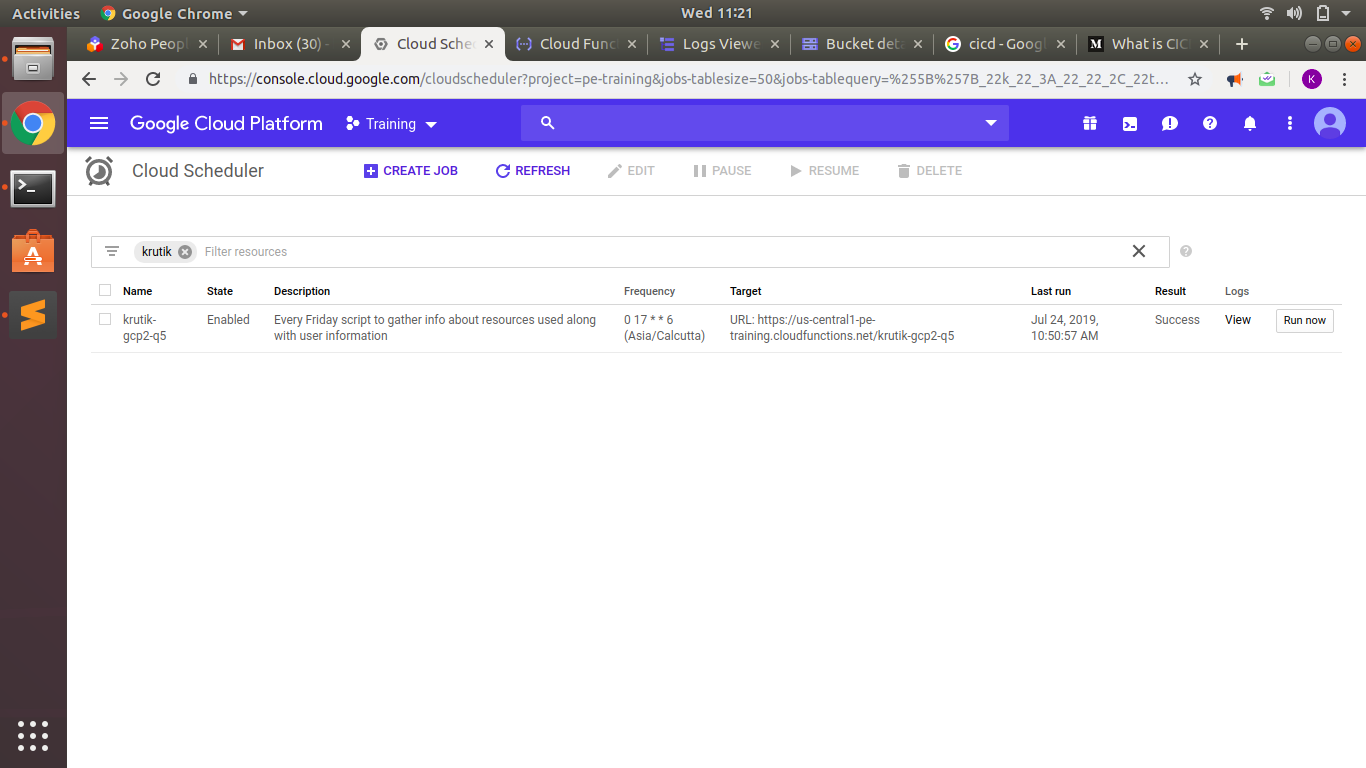 Activities Google Chrome Wed 11:21
Zoho Peopl Inbox (30) - Cloud Sche Cloud Func Logs Viewe Bucket deta cicd - Googl What is CIC
https://console.cloud.google.com/cloudscheduler?project=pe-training&jobs-tablesize=50&jobs-tablequery=%255B%257B_22k_22_3A_22_22_2C_22t... K
Google Cloud Platform Training
Cloud Scheduler CREATE JOB REFRESH EDIT PAUSE RESUME DELETE
krutik Filter resources
Name State Description Frequency Target Last run Result Logs
krutik- Enabled Every Friday script to gather info about resources used along 0 17 * * 6 URL: https://us-central1-pe- Jul 24, 2019, Success View Run now
gcp2-q5 with user information (Asia/Calcutta) training.cloudfunctions.net/krutik-gcp2-q5 10:50:57 AM